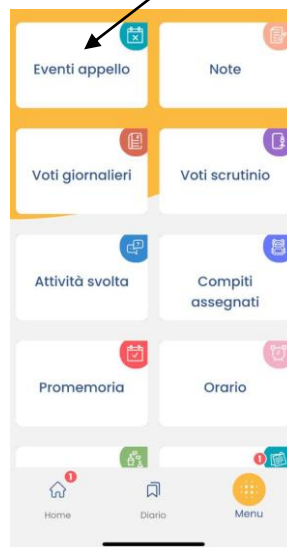 Eventi appello
Note
Voti giornalieri
Voti scrutinio
Attività svolta
Compiti
assegnati
Promemoria
Orario
1
1
Home
Diario
Menu